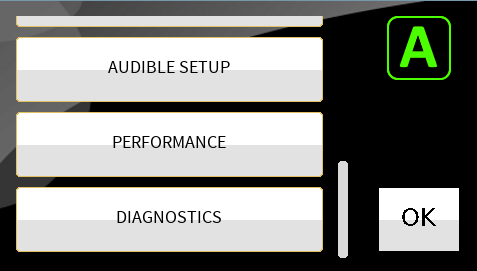 A
AUDIBLE SETUP
PERFORMANCE
DIAGNOSTICS
OK